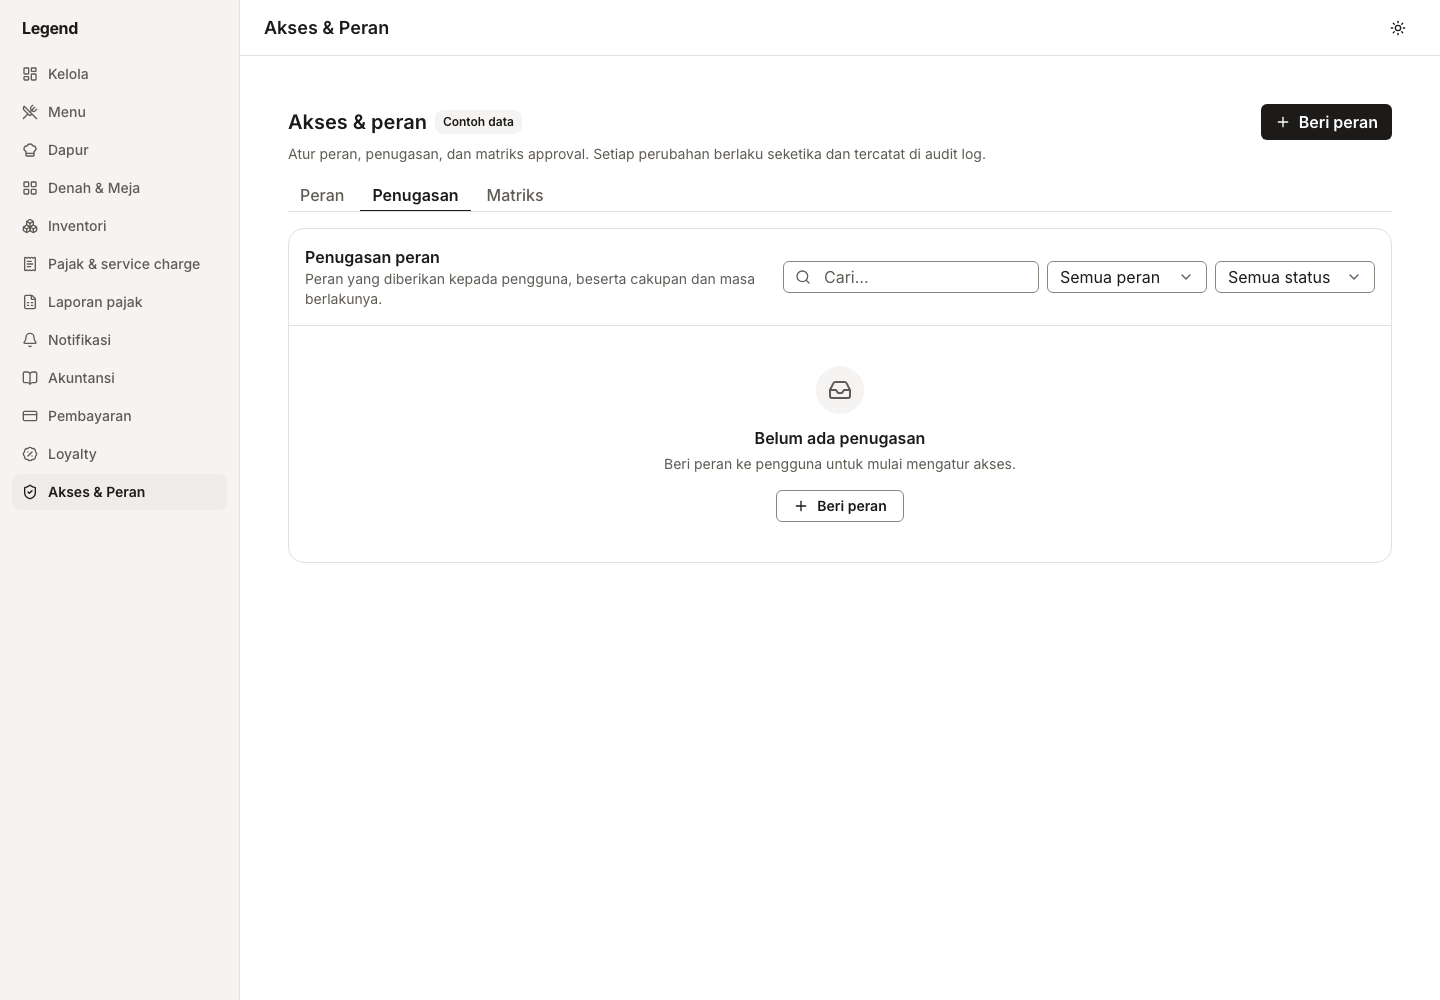 Legend
Kelola
Menu
Dapur
Denah & Meja
Inventori
Pajak & service charge
Laporan pajak
Notifikasi
Akuntansi
Pembayaran
Loyalty
Akses & Peran
Akses & Peran
Akses & peran
Contoh data
Beri peran
Atur peran, penugasan, dan matriks approval. Setiap perubahan berlaku seketika dan tercatat di audit log.
Peran
Penugasan
Matriks
Penugasan peran
Peran yang diberikan kepada pengguna, beserta cakupan dan masa
berlakunya.
Cari...
Semua peran
Semua status
Belum ada penugasan
Beri peran ke pengguna untuk mulai mengatur akses.
Beri peran